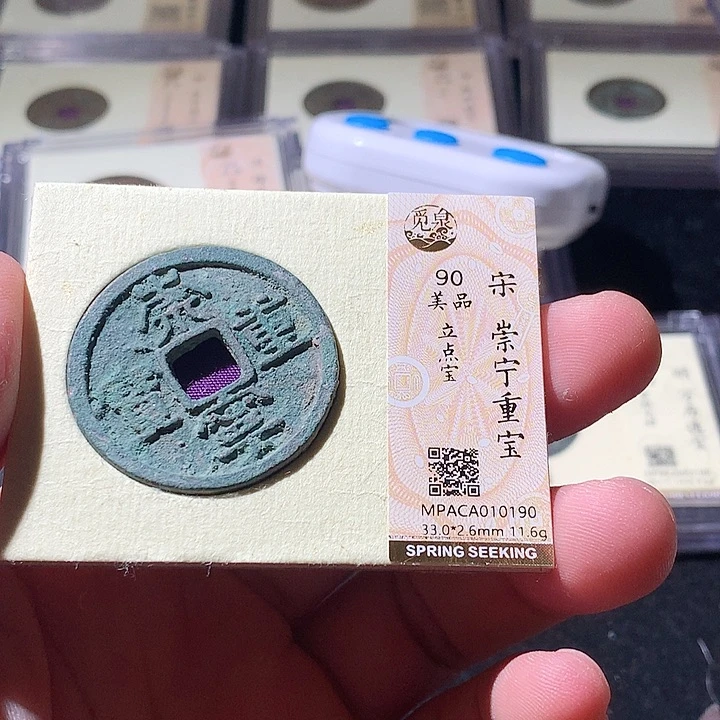 觅泉
90
美品
立点宝
宋 崇宁重宝
MPACA010190
33.0*2.6mm 11.6g
SPRING SEEKING
崇寧重寳